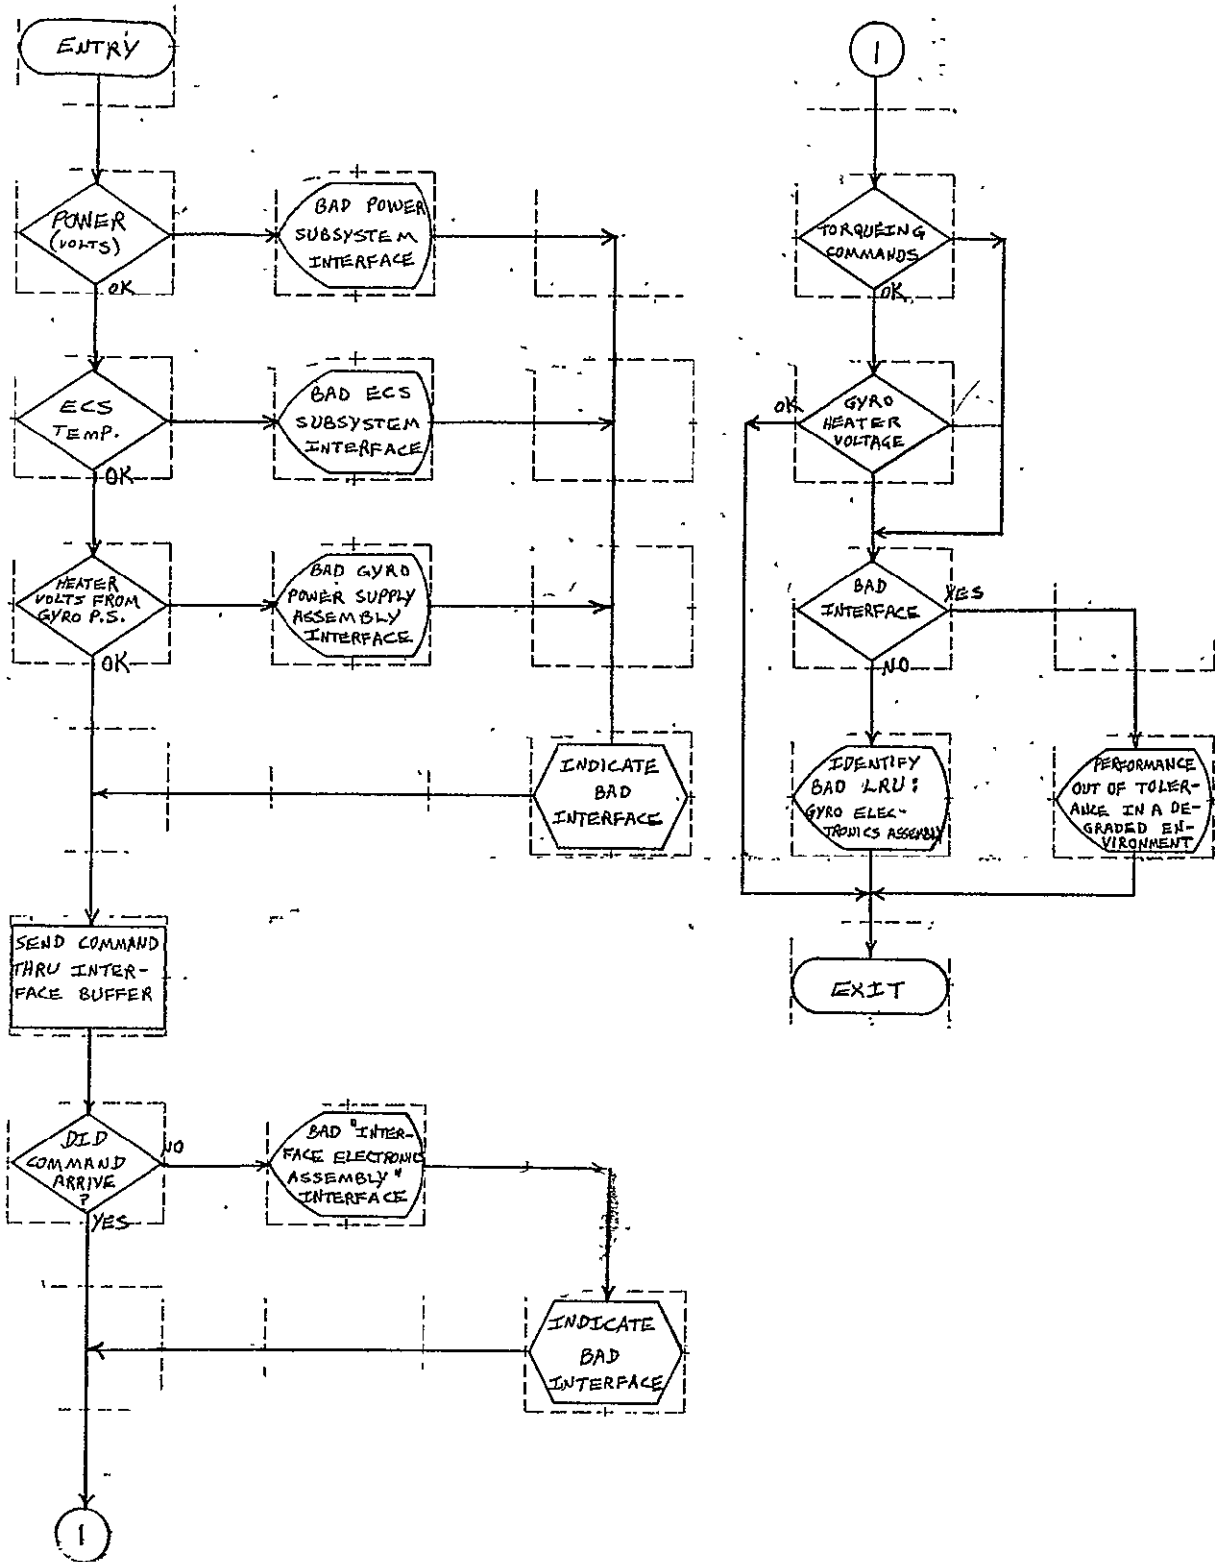 ENTRY
POWER
(VOLTS)
OK
BAD POWER
SUBSYSTEM
INTERFACE
ECS
TEMP.
OK
BAD ECS
SUBSYSTEM
INTERFACE
HEATER
VOLTS FROM
GYRO P.S.
OK
BAD GYRO
POWER SUPPLY
ASSEMBLY
INTERFACE
INDICATE
BAD
INTERFACE
SEND COMMAND
THRU INTER-
FACE BUFFER
DID
COMMAND
ARRIVE
?
NO
YES
BAD "INTER-
FACE ELECTRONIC
ASSEMBLY"
INTERFACE
INDICATE
BAD
INTERFACE
1
1
TORQUEING
COMMANDS
OK
GYRO
HEATER
VOLTAGE
OK
BAD
INTERFACE
YES
NO
IDENTIFY
BAD LRU:
GYRO ELEC-
TRONICS ASSEMBLY
PERFORMANCE
OUT OF TOLER-
ANCE IN A DE-
GRADED EN-
VIRONMENT
EXIT